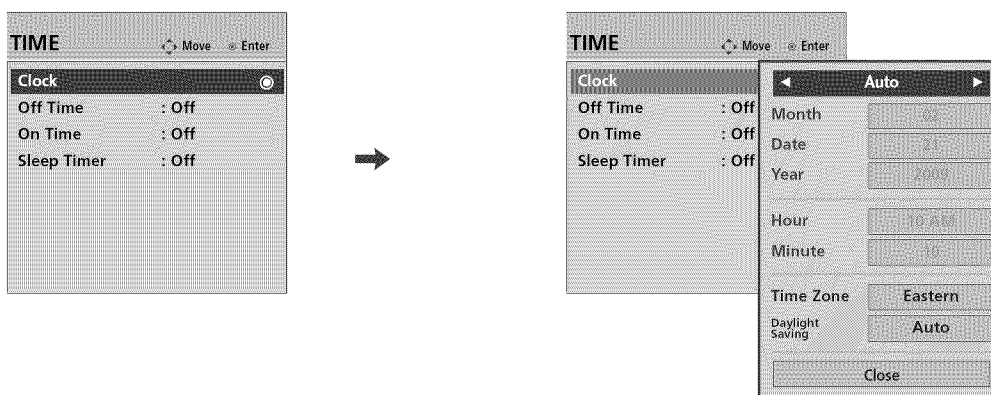 TIME Move Enter
Clock
Off Time : Off
On Time : Off
Sleep Timer : Off
TIME Move Enter
Clock
Off Time : Off
On Time : Off
Sleep Timer : Off
Auto
Month 02
Date 21
Year 2009
Hour 10 AM
Minute 10
Time Zone Eastern
Daylight Saving Auto
Close